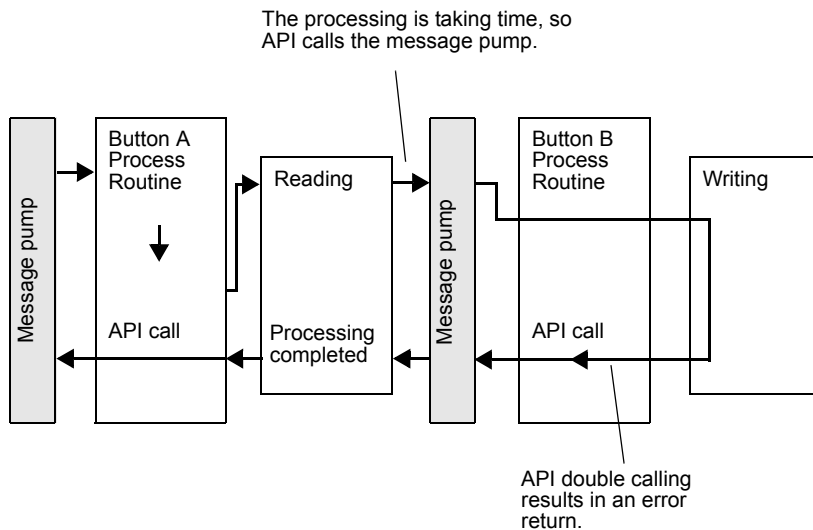 The processing is taking time, so
API calls the message pump.
Message pump
Button A
Process
Routine
API call
Reading
Processing
completed
Message pump
Button B
Process
Routine
API call
Writing
API double calling
results in an error
return.